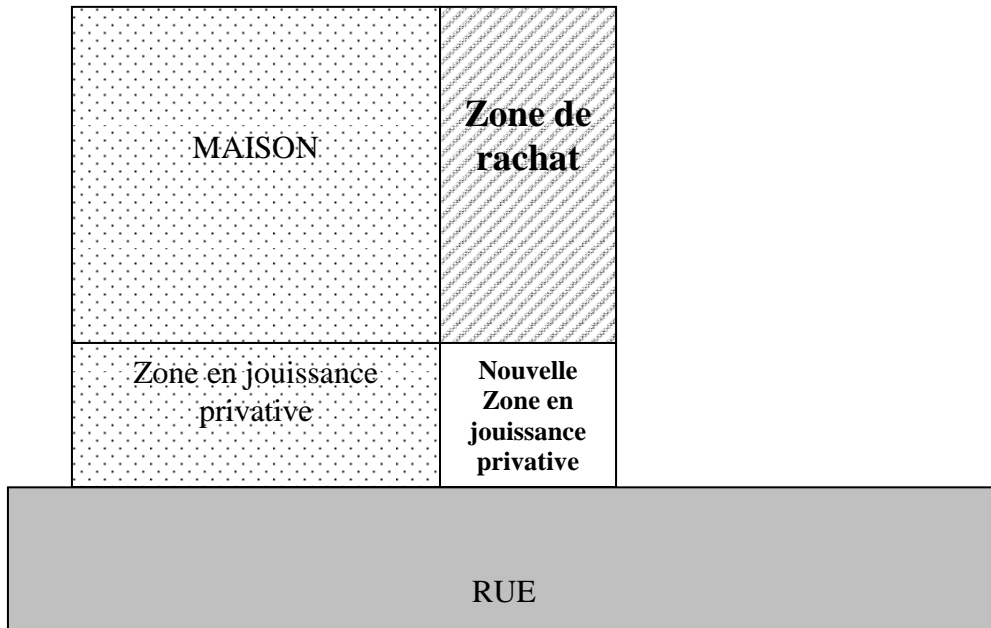 MAISON
Zone de
rachat
Zone en jouissance
privative
Nouvelle
Zone en
jouissance
privative
RUE